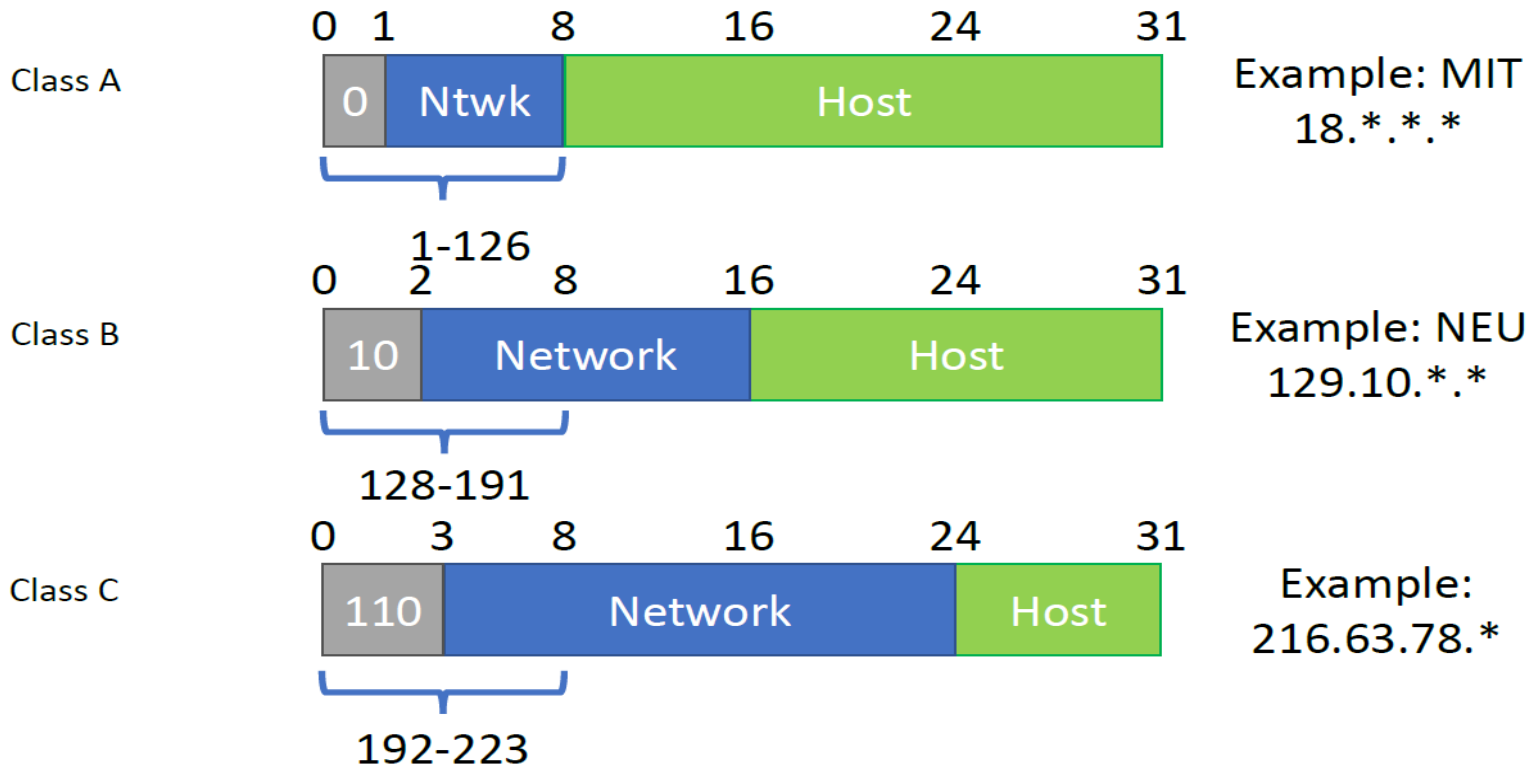 0 1 8 16 24 31
Class A
0 Ntwk Host
Example: MIT
18.*.*.*
1-126
0 2 8 16 24 31
Class B
10 Network Host
Example: NEU
129.10.*.*
128-191
0 3 8 16 24 31
Class C
110 Network Host
Example:
216.63.78.*
192-223